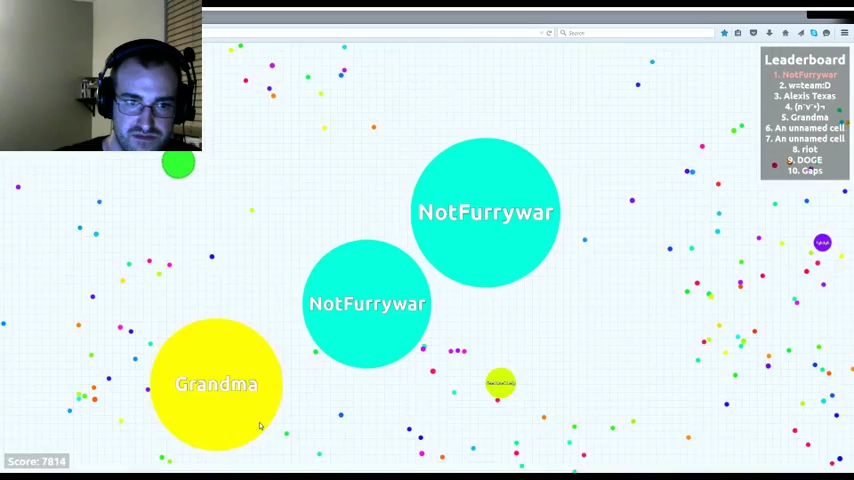 Search
Leaderboard
1. NotFurrywar
2. w=team:D
3. Alexis Texas
5. Grandma
6. An unnamed cell
7. An unnamed cell
8. riot
9. DOGE
10. Gaps
NotFurrywar
NotFurrywar
Grandma
Score: 7814